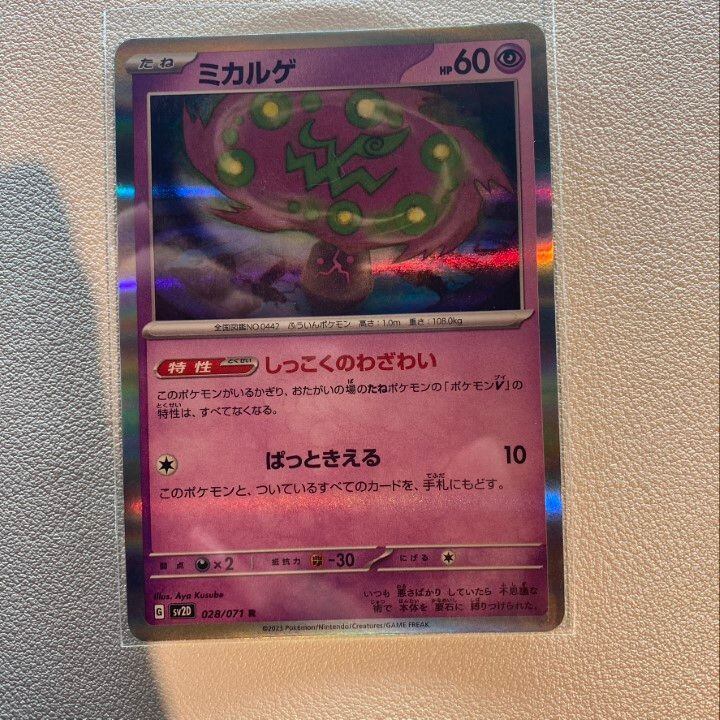 たね ミカルゲ HP60
全国図鑑NO.0442 ふういんポケモン 高さ:1.0m 重さ:108.0kg
特性 とくせい しっこくのわざわい
このポケモンがいるかぎり、おたがいの場のたねポケモンの「ポケモンV」の
特性は、すべてなくなる。
ぱっときえる 10
このポケモンと、ついているすべてのカードを、手札にもどす。
弱点 ×2 抵抗力 -30 にげる
Illus. Aya Kusube
いつも 悪さばかり していたら 不思議な
術で 本体を 要石に 縛りつけられた。
G SV2D 028/071 R
©2023 Pokémon/Nintendo/Creatures/GAME FREAK